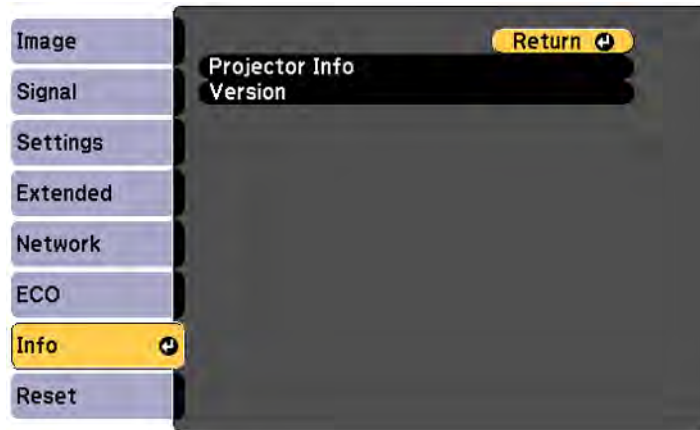 Image
Signal
Settings
Extended
Network
ECO
Info
Reset
Return
Projector Info
Version